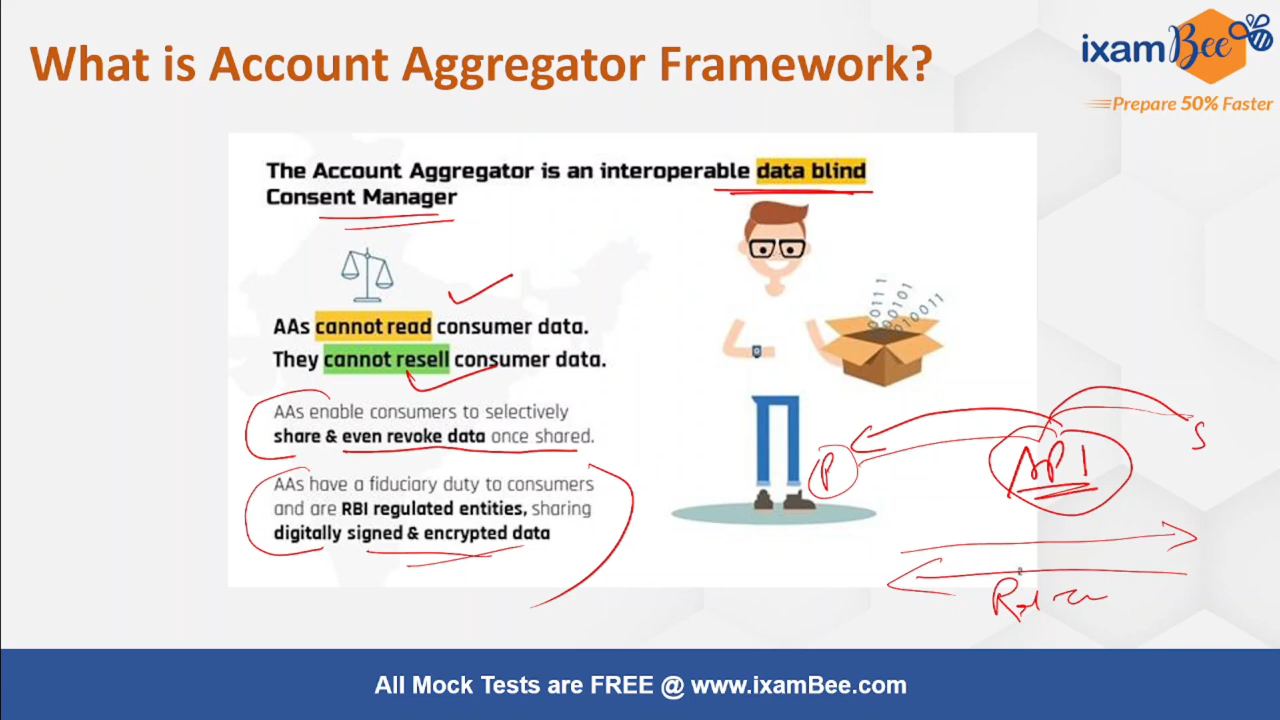 What is Account Aggregator Framework?
ixamBee
Prepare 50% Faster
The Account Aggregator is an interoperable data blind
Consent Manager
AAs cannot read consumer data.
They cannot resell consumer data.
AAs enable consumers to selectively
share & even revoke data once shared.
AAs have a fiduciary duty to consumers
and are RBI regulated entities, sharing
digitally signed & encrypted data
P
API
S
All Mock Tests are FREE @ www.ixamBee.com